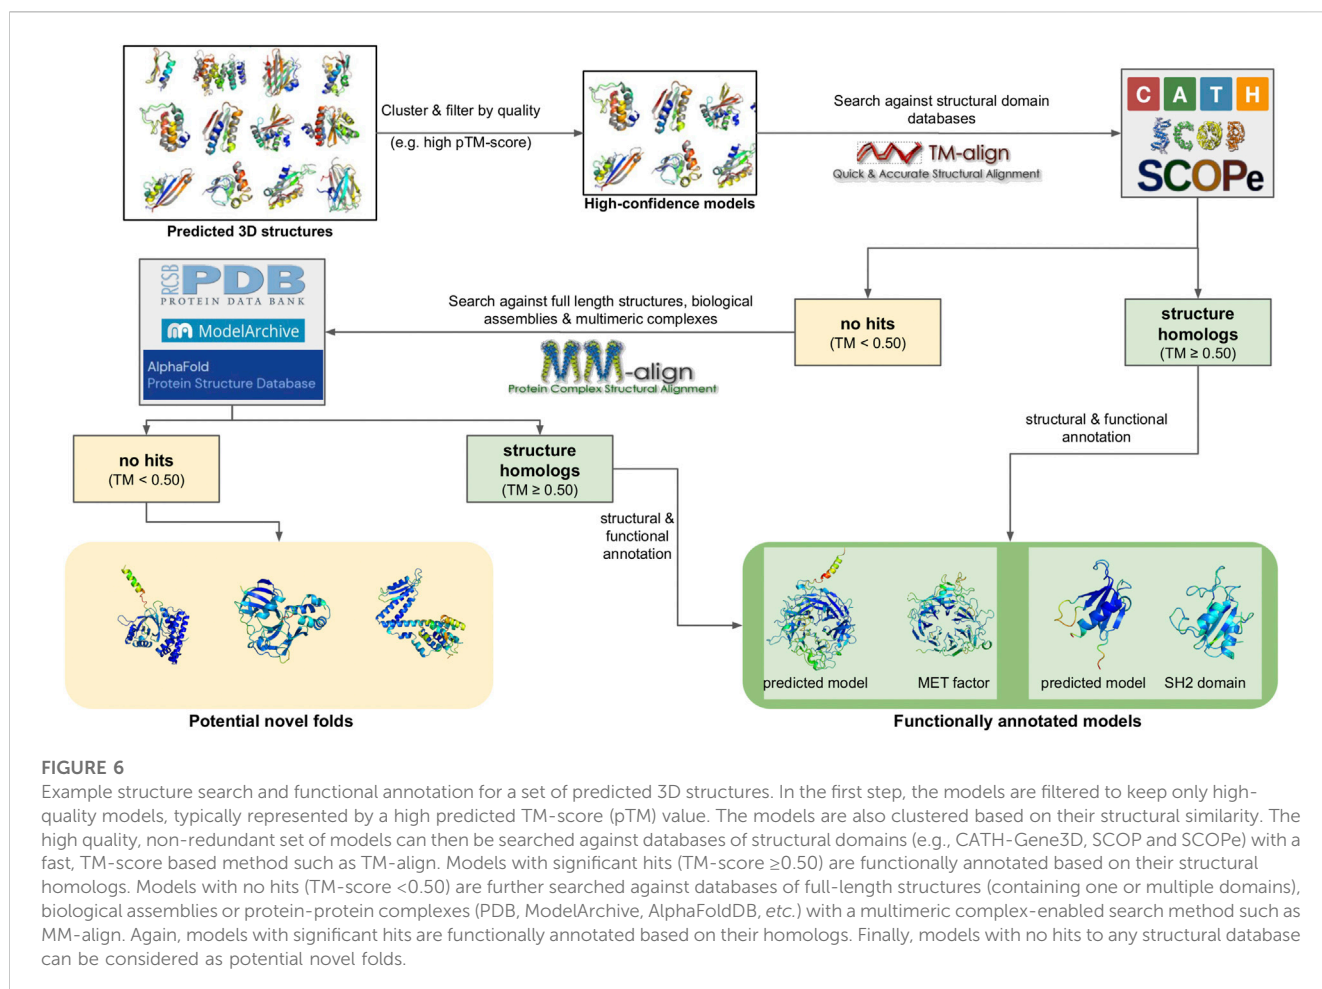 Predicted 3D structures
Cluster & filter by quality
(e.g. high pTM-score)
High-confidence models
Search against structural domain
databases
TM-align
Quick & Accurate Structural Alignment
C A T H
SCOP
SCOPe
no hits
(TM < 0.50)
structure
homologs
(TM ≥ 0.50)
Search against full length structures, biological
assemblies & multimeric complexes
MM-align
Protein Complex Structural Alignment
RCSB
PDB
PROTEIN DATA BANK
ModelArchive
AlphaFold
Protein Structure Database
no hits
(TM < 0.50)
structure
homologs
(TM ≥ 0.50)
structural &
functional
annotation
structural & functional
annotation
Potential novel folds
predicted model
MET factor
predicted model
SH2 domain
Functionally annotated models
FIGURE 6
Example structure search and functional annotation for a set of predicted 3D structures. In the first step, the models are filtered to keep only high-
quality models, typically represented by a high predicted TM-score (pTM) value. The models are also clustered based on their structural similarity. The
high quality, non-redundant set of models can then be searched against databases of structural domains (e.g., CATH-Gene3D, SCOP and SCOPe) with a
fast, TM-score based method such as TM-align. Models with significant hits (TM-score ≥0.50) are functionally annotated based on their structural
homologs. Models with no hits (TM-score <0.50) are further searched against databases of full-length structures (containing one or multiple domains),
biological assemblies or protein-protein complexes (PDB, ModelArchive, AlphaFoldDB, etc.) with a multimeric complex-enabled search method such as
MM-align. Again, models with significant hits are functionally annotated based on their homologs. Finally, models with no hits to any structural database
can be considered as potential novel folds.